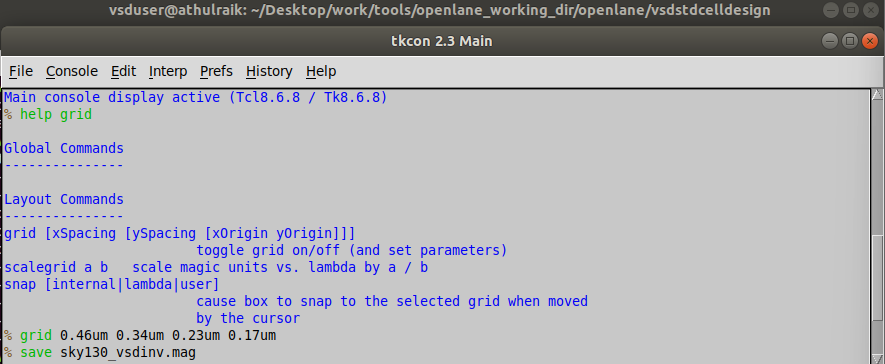 vsduser@athulraik: ~/Desktop/work/tools/openlane_working_dir/openlane/vsdstdcelldesign
tkcon 2.3 Main
File Console Edit Interp Prefs History Help
Main console display active (Tcl8.6.8 / Tk8.6.8)
% help grid
Global Commands
---------------
Layout Commands
---------------
grid [xSpacing [ySpacing [xOrigin yOrigin]]]
toggle grid on/off (and set parameters)
scalegrid a b   scale magic units vs. lambda by a / b
snap [internal|lambda|user]
cause box to snap to the selected grid when moved
by the cursor
% grid 0.46um 0.34um 0.23um 0.17um
% save sky130_vsdinv.mag